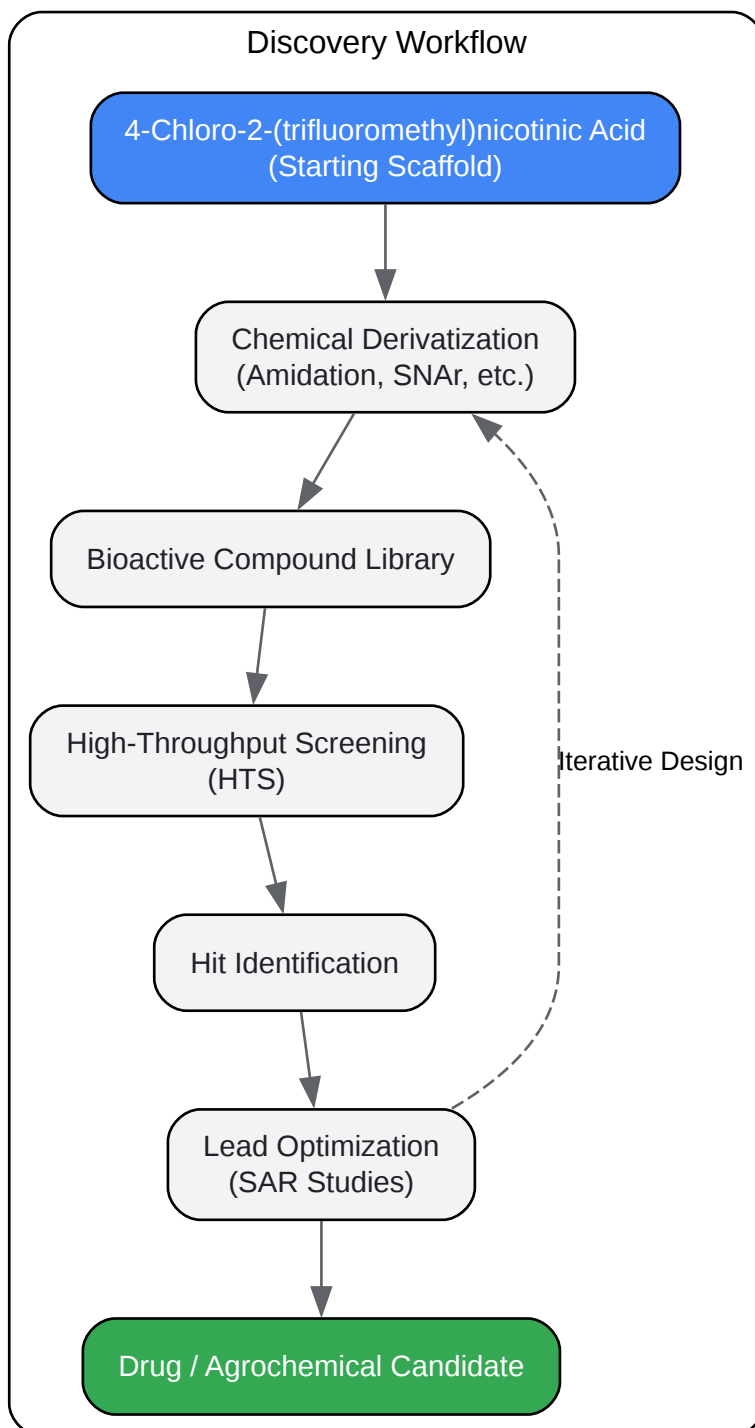 Discovery Workflow
4-Chloro-2-(trifluoromethyl)nicotinic Acid
(Starting Scaffold)
Chemical Derivatization
(Amidation, SNAr, etc.)
Bioactive Compound Library
High-Throughput Screening
(HTS)
Iterative Design
Hit Identification
Lead Optimization
(SAR Studies)
Drug / Agrochemical Candidate